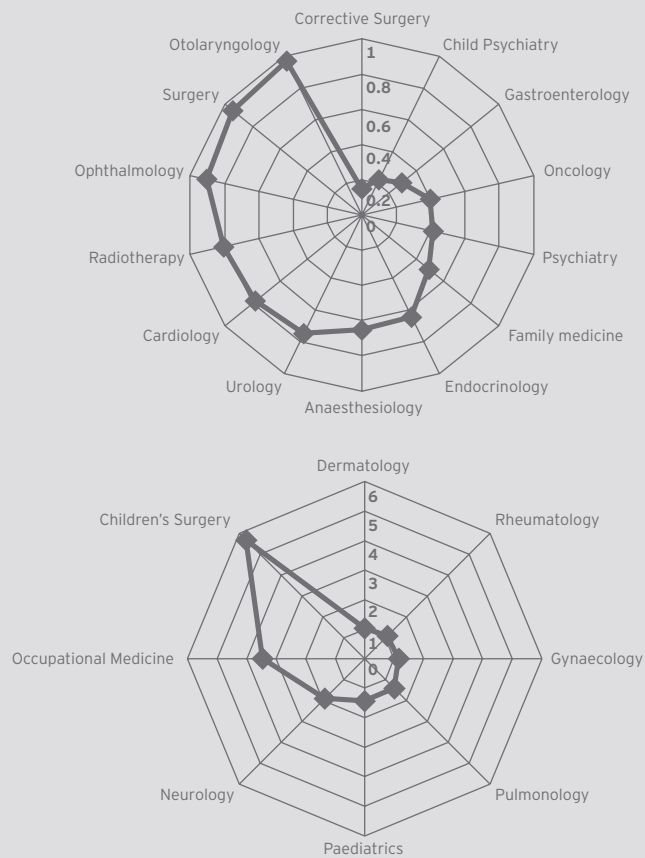 Corrective Surgery
Otolaryngology
Child Psychiatry
1
Surgery
0.8
Gastroenterology
0.6
0.4
Ophthalmology
Oncology
0.2
0
Radiotherapy
Psychiatry
Cardiology
Family medicine
Urology
Endocrinology
Anaesthesiology
Dermatology
6
Children's Surgery
Rheumatology
5
4
3
2
1
Occupational Medicine
0
Gynaecology
Neurology
Pulmonology
Paediatrics